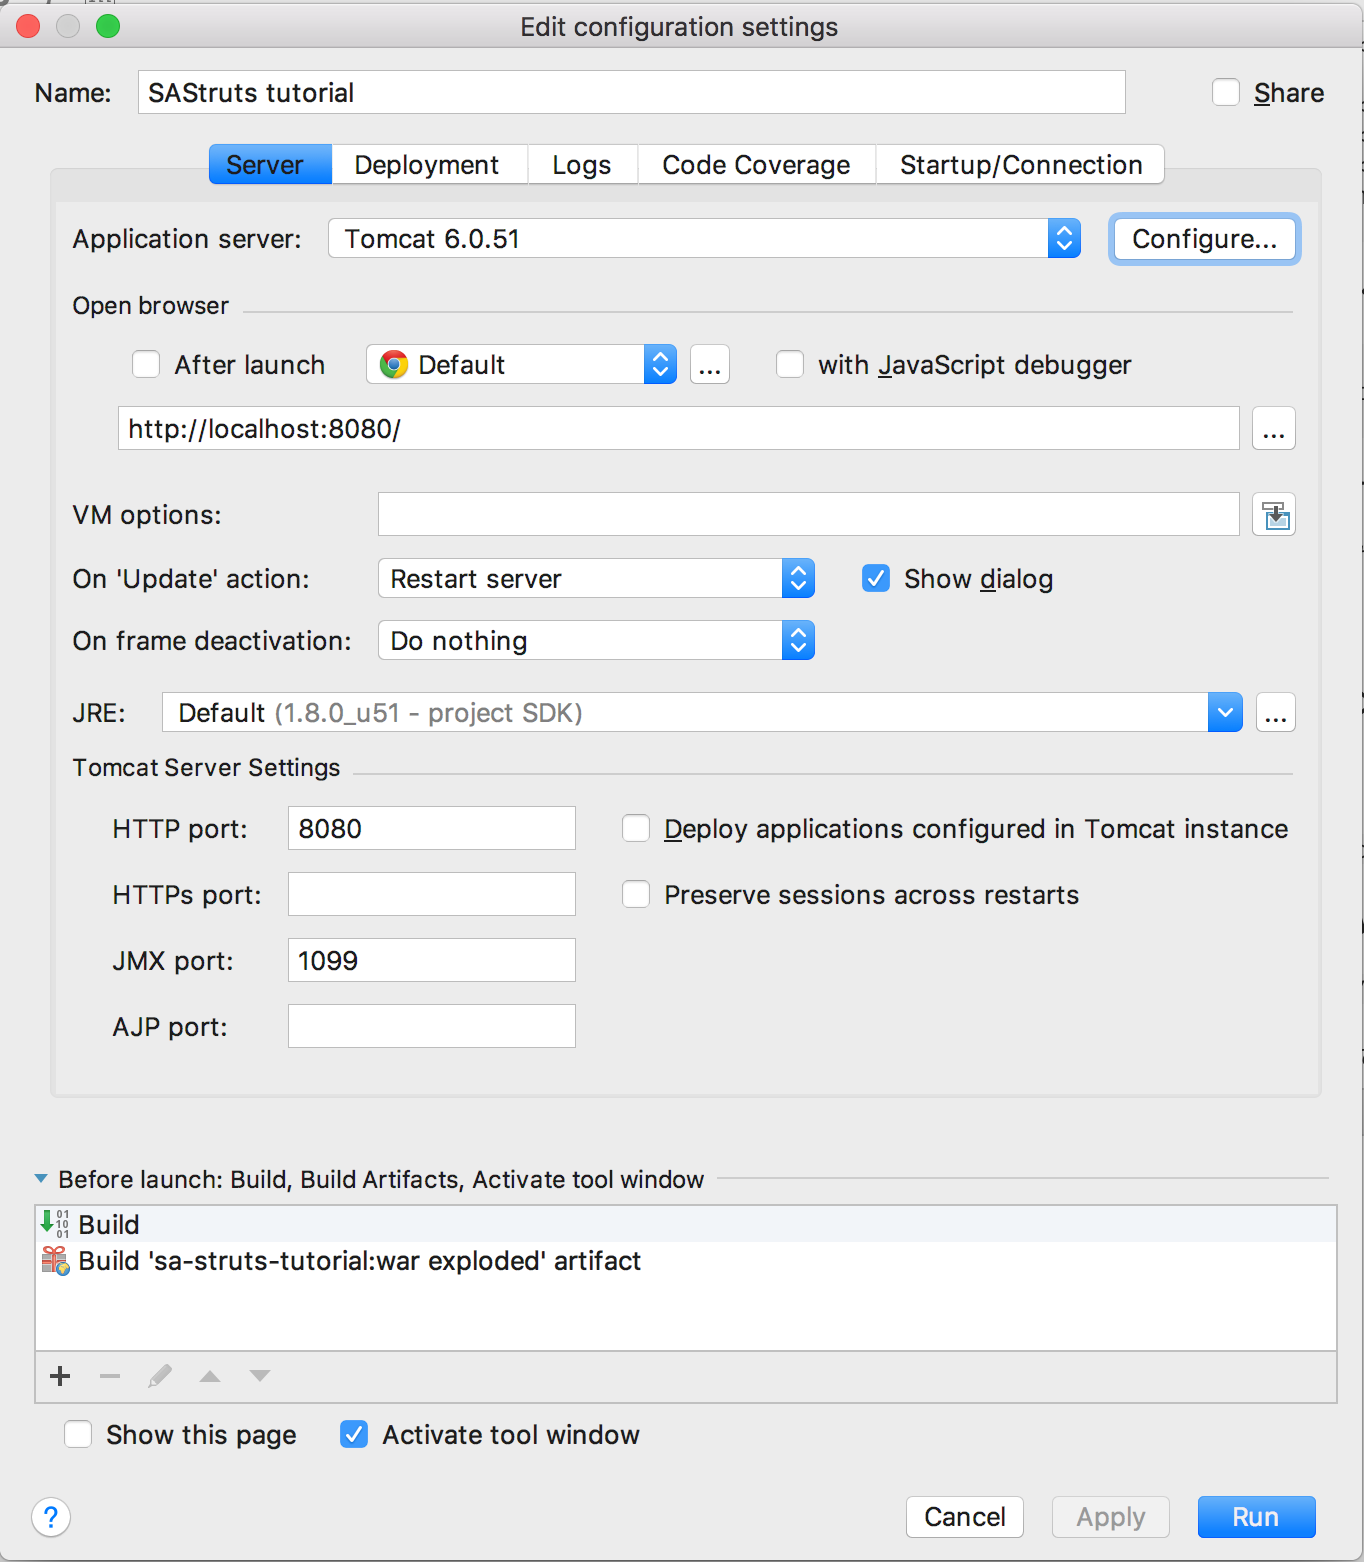 Edit configuration settings
Name: SAStruts tutorial Share
Server Deployment Logs Code Coverage Startup/Connection
Application server: Tomcat 6.0.51 Configure...
Open browser
After launch Default ... with JavaScript debugger
http://localhost:8080/ ...
VM options:
On 'Update' action: Restart server Show dialog
On frame deactivation: Do nothing
JRE: Default (1.8.0_u51 - project SDK) ...
Tomcat Server Settings
HTTP port: 8080 Deploy applications configured in Tomcat instance
HTTPs port: Preserve sessions across restarts
JMX port: 1099
AJP port:
Before launch: Build, Build Artifacts, Activate tool window
Build
Build 'sa-struts-tutorial:war exploded' artifact
Show this page Activate tool window
? Cancel Apply Run